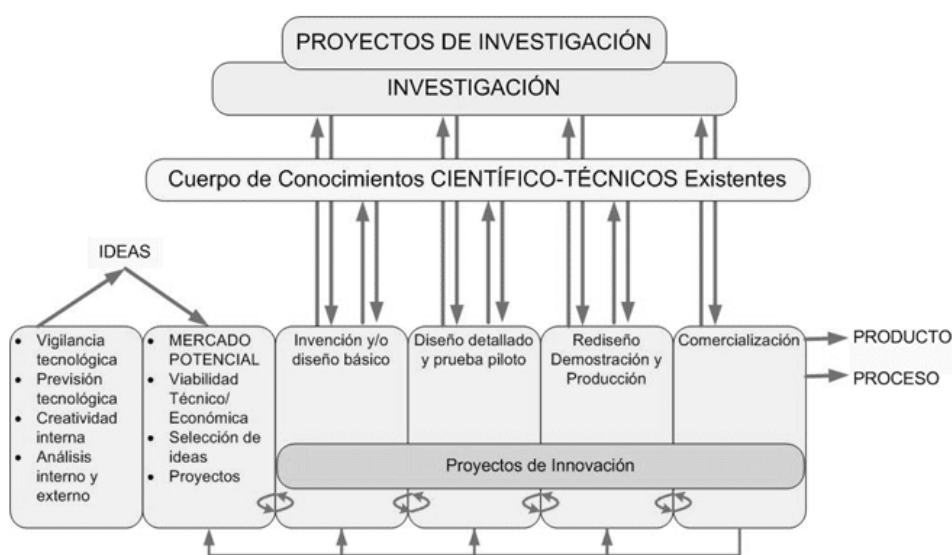 PROYECTOS DE INVESTIGACIÓN
INVESTIGACIÓN
Cuerpo de Conocimientos CIENTÍFICO-TÉCNICOS Existentes
IDEAS
• Vigilancia
tecnológica
• Previsión
tecnológica
• Creatividad
interna
• Análisis
interno y
externo
• MERCADO
POTENCIAL
• Viabilidad
Técnico/
Económica
• Selección de
ideas
• Proyectos
Invención y/o
diseño básico
Diseño detallado
y prueba piloto
Rediseño
Demostración y
Producción
Comercialización
PRODUCTO
PROCESO
Proyectos de Innovación